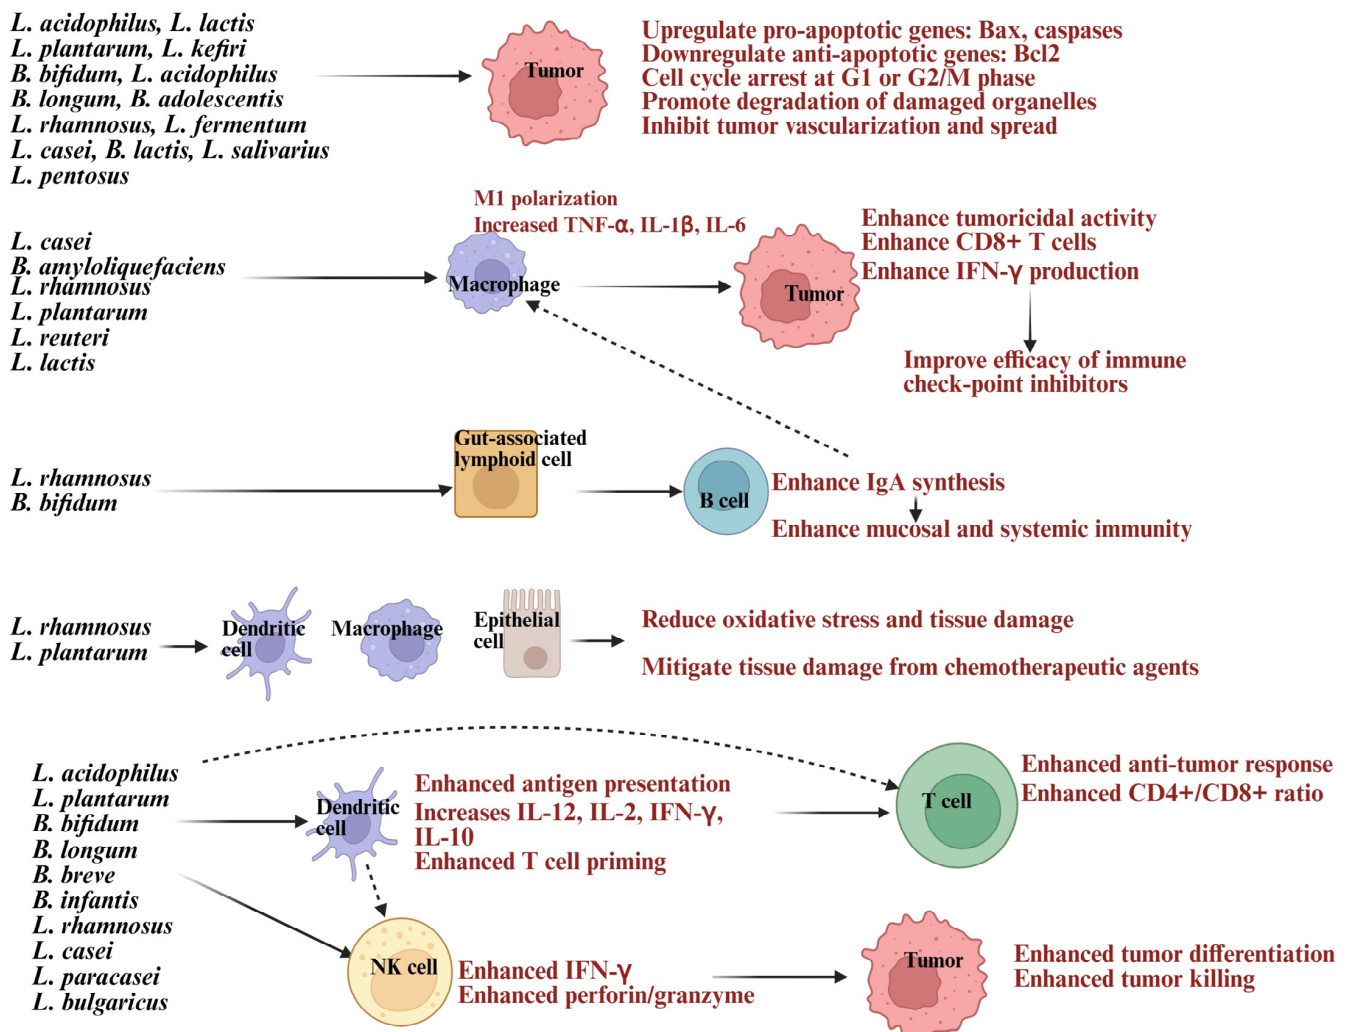 L. acidophilus, L. lactis
L. plantarum, L. kefiri
B. bifidum, L. acidophilus
B. longum, B. adolescentis
L. rhamnosus, L. fermentum
L. casei, B. lactis, L. salivarius
L. pentosus
Tumor
Upregulate pro-apoptotic genes: Bax, caspases
Downregulate anti-apoptotic genes: Bcl2
Cell cycle arrest at G1 or G2/M phase
Promote degradation of damaged organelles
Inhibit tumor vascularization and spread
L. casei
B. amyloliquefaciens
L. rhamnosus
L. plantarum
L. reuteri
L. lactis
M1 polarization
Increased TNF-α, IL-1β, IL-6
Macrophage
Tumor
Enhance tumoricidal activity
Enhance CD8+ T cells
Enhance IFN-γ production
Improve efficacy of immune
check-point inhibitors
L. rhamnosus
B. bifidum
Gut-associated
lymphoid cell
B cell
Enhance IgA synthesis
Enhance mucosal and systemic immunity
L. rhamnosus
L. plantarum
Dendritic
cell
Macrophage
Epithelial
cell
Reduce oxidative stress and tissue damage
Mitigate tissue damage from chemotherapeutic agents
L. acidophilus
L. plantarum
B. bifidum
B. longum
B. breve
B. infantis
L. rhamnosus
L. casei
L. paracasei
L. bulgaricus
Dendritic
cell
Enhanced antigen presentation
Increases IL-12, IL-2, IFN-γ,
IL-10
Enhanced T cell priming
T cell
Enhanced anti-tumor response
Enhanced CD4+/CD8+ ratio
NK cell
Enhanced IFN-γ
Enhanced perforin/granzyme
Tumor
Enhanced tumor differentiation
Enhanced tumor killing